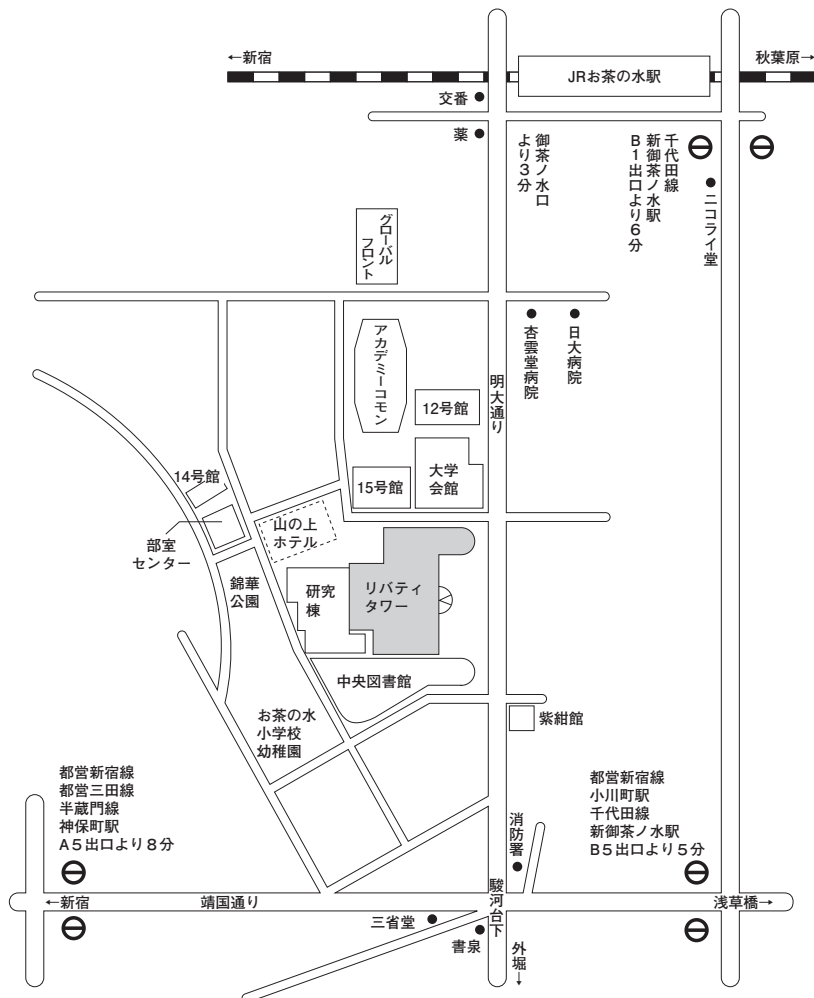 ←新宿
秋葉原→
JRお茶の水駅
交番
薬
御茶ノ水口
より3分
千代田線
新御茶ノ水駅
B1出口より6分
ニコライ堂
グローバル
フロント
アカデミーコモン
杏雲堂病院
日大病院
明大通り
12号館
大学
会館
15号館
14号館
部室
センター
山の上
ホテル
錦華
公園
研究
棟
リバティ
タワー
中央図書館
お茶の水
小学校
幼稚園
紫紺館
都営新宿線
都営三田線
半蔵門線
神保町駅
A5出口より8分
都営新宿線
小川町駅
千代田線
新御茶ノ水駅
B5出口より5分
消防署
←新宿
靖国通り
駿河台下
浅草橋→
三省堂
書泉
外堀→